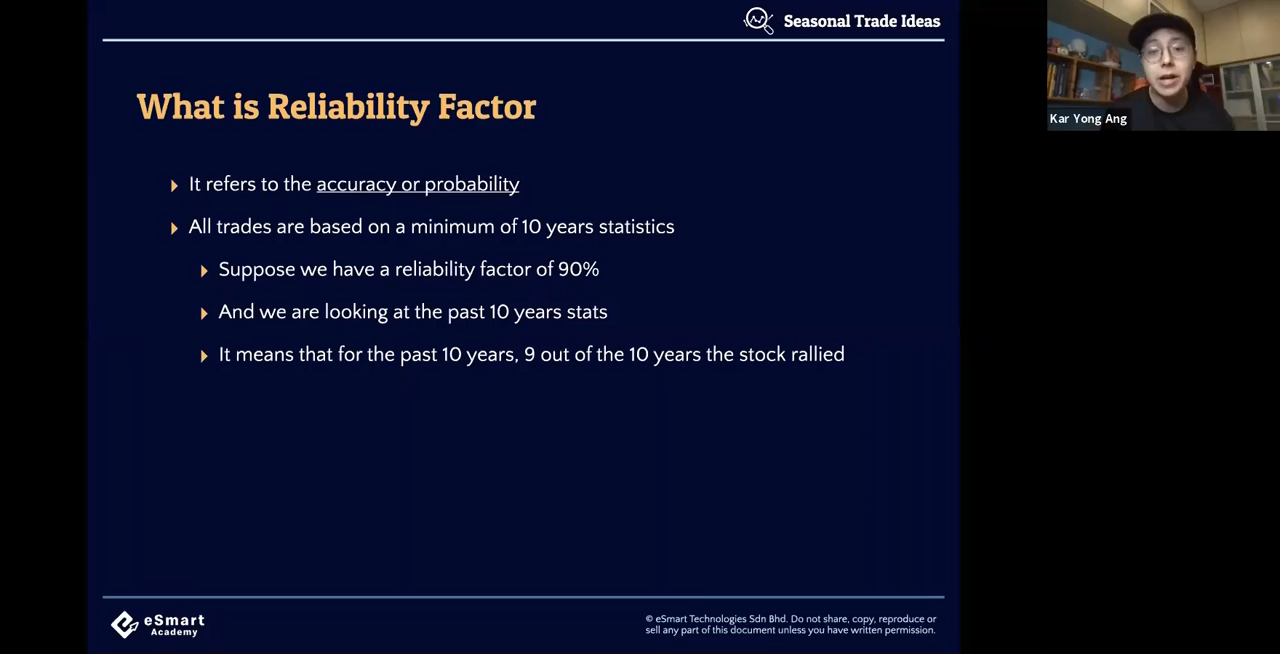 Seasonal Trade Ideas
Kar Yong Ang
What is Reliability Factor
It refers to the accuracy or probability
All trades are based on a minimum of 10 years statistics
Suppose we have a reliability factor of 90%
And we are looking at the past 10 years stats
It means that for the past 10 years, 9 out of the 10 years the stock rallied
eSmart
Academy
© eSmart Technologies Sdn Bhd. Do not share, copy, reproduce or
sell any part of this document unless you have written permission.